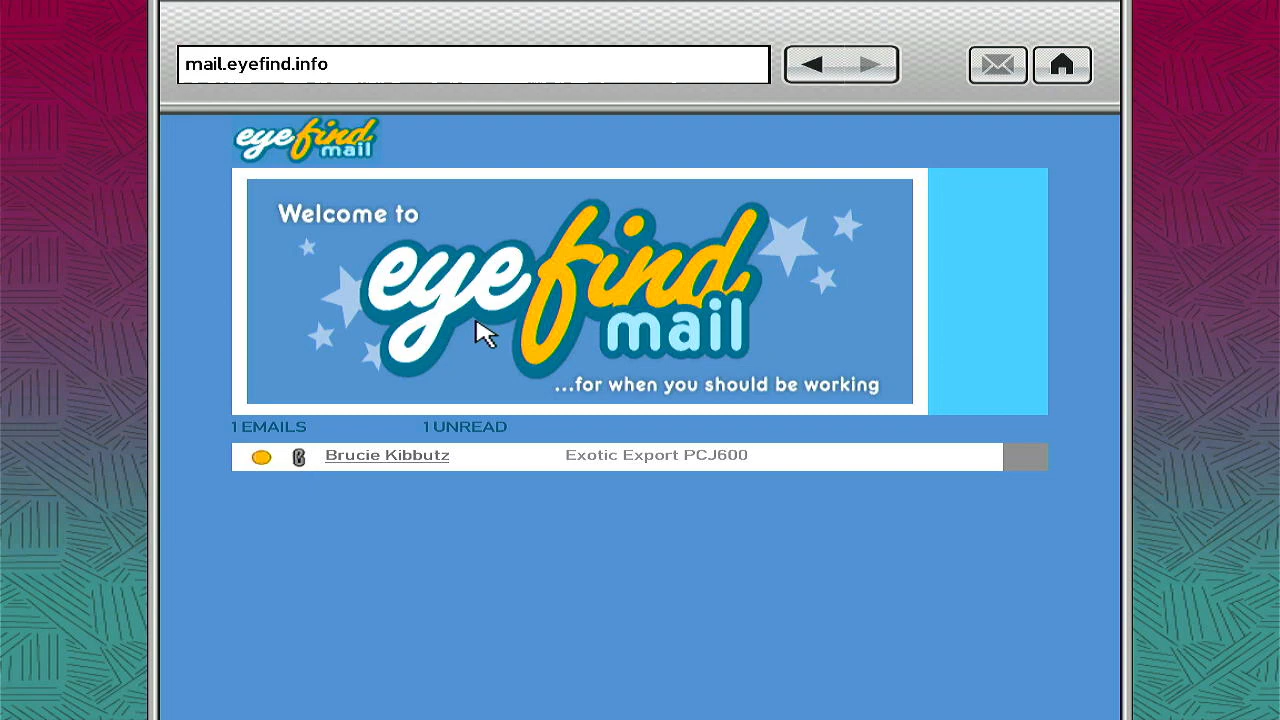 mail.eyefind.info
eyefind
mail
Welcome to
eyefind
mail
...for when you should be working
1 EMAILS 1 UNREAD
Brucie Kibbutz Exotic Export PCJ600